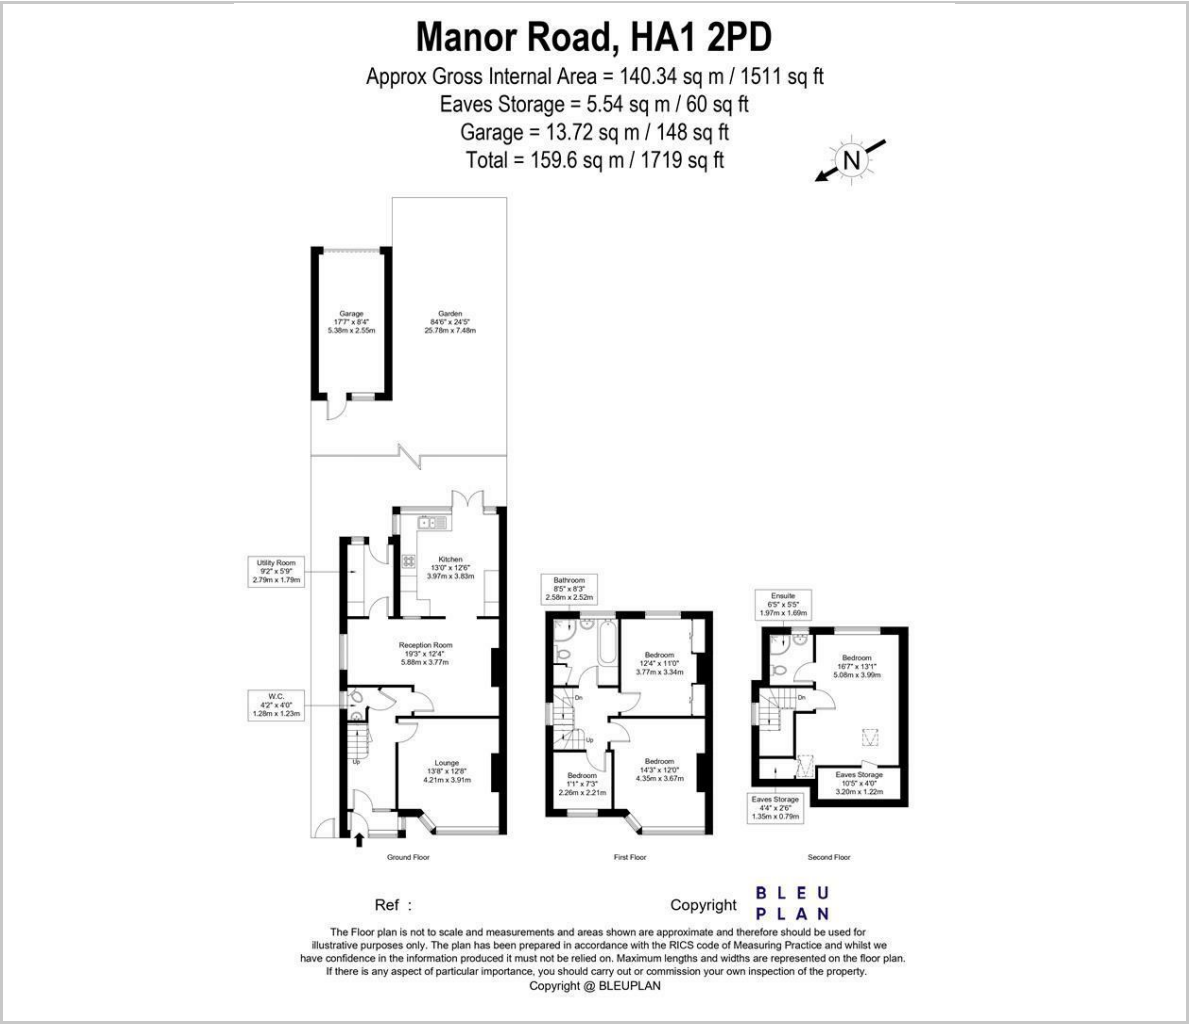 Manor Road, HA1 2PD
Approx Gross Internal Area = 140.34 sq m / 1511 sq ft
Eaves Storage = 5.54 sq m / 60 sq ft
Garage = 13.72 sq m / 148 sq ft
Total = 159.6 sq m / 1719 sq ft
N
Garage
17'7" x 8'4"
5.38m x 2.55m
Garden
84'6" x 24'5"
25.78m x 7.48m
Utility Room
9'2" x 5'9"
2.79m x 1.79m
Kitchen
13'0" x 12'6"
3.97m x 3.83m
Reception Room
19'3" x 12'4"
5.88m x 3.77m
W.C.
4'2" x 4'0"
1.28m x 1.23m
Up
Lounge
13'8" x 12'8"
4.21m x 3.91m
Ground Floor
Bathroom
8'5" x 8'3"
2.58m x 2.52m
Bedroom
12'4" x 11'0"
3.77m x 3.34m
Dn
Up
Bedroom
1'1" x 7'3"
2.26m x 2.21m
Bedroom
14'3" x 12'0"
4.35m x 3.67m
First Floor
Ensuite
6'5" x 5'5"
1.97m x 1.69m
Bedroom
16'7" x 13'1"
5.08m x 3.99m
Dn
Eaves Storage
10'5" x 4'0"
3.20m x 1.22m
Eaves Storage
4'4" x 2'6"
1.35m x 0.79m
Second Floor
Ref :
Copyright
BLEU
PLAN
The Floor plan is not to scale and measurements and areas shown are approximate and therefore should be used for
illustrative purposes only. The plan has been prepared in accordance with the RICS code of Measuring Practice and whilst we
have confidence in the information produced it must not be relied on. Maximum lengths and widths are represented on the floor plan.
If there is any aspect of particular importance, you should carry out or commission your own inspection of the property.
Copyright @ BLEUPLAN